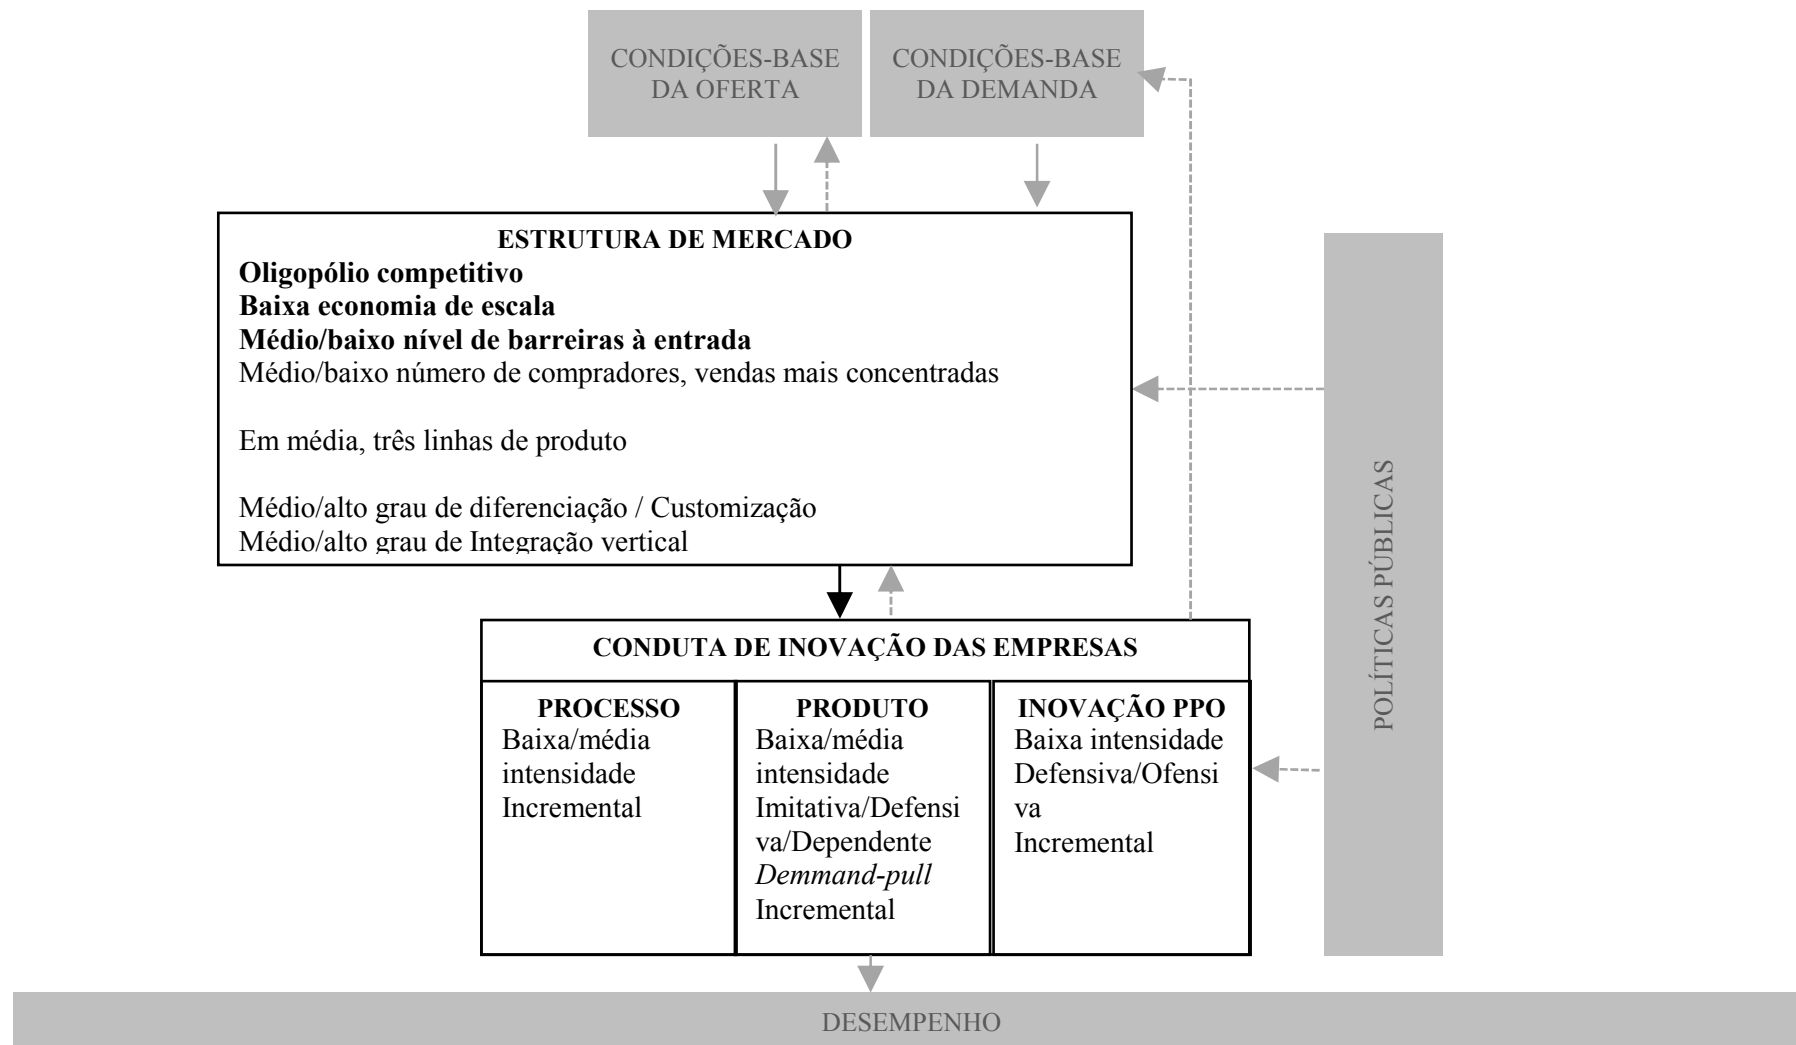 CONDIÇÕES-BASE
DA OFERTA
CONDIÇÕES-BASE
DA DEMANDA
ESTRUTURA DE MERCADO
Oligopólio competitivo
Baixa economia de escala
Médio/baixo nível de barreiras à entrada
Médio/baixo número de compradores, vendas mais concentradas
Em média, três linhas de produto
Médio/alto grau de diferenciação / Customização
Médio/alto grau de Integração vertical
POLÍTICAS PÚBLICAS
CONDUTA DE INOVAÇÃO DAS EMPRESAS
PROCESSO
Baixa/média
intensidade
Incremental
PRODUTO
Baixa/média
intensidade
Imitativa/Defensi
va/Dependente
Demmand-pull
Incremental
INOVAÇÃO PPO
Baixa intensidade
Defensiva/Ofensi
va
Incremental
DESEMPENHO